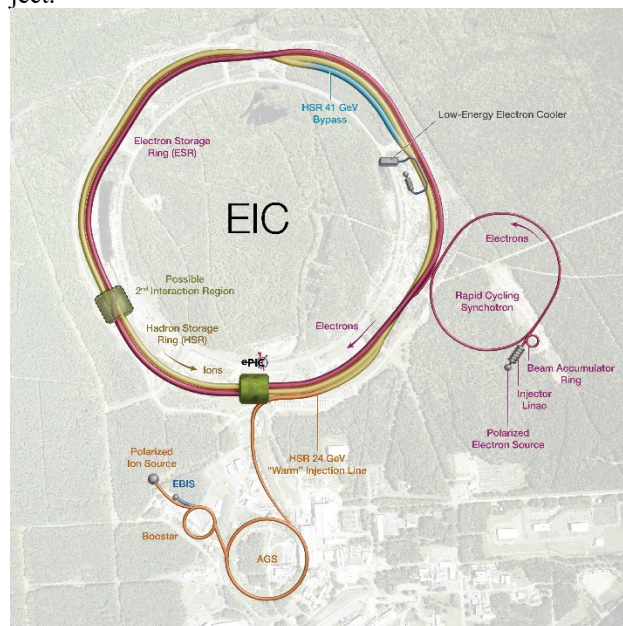 ject.
HSR 41 GeV
Bypass
Low-Energy Electron Cooler
Electron Storage
Ring (ESR)
EIC
Electrons
Rapid Cycling
Synchotron
Possible
2nd Interaction Region
Hadron Storage
Ring (HSR)
Ions
ePIC
Electrons
Beam Accumulator
Ring
Injector
Linac
Polarized
Electron Source
HSR 24 GeV
"Warm" Injection Line
Polarized
Ion Source
EBIS
Booster
AGS